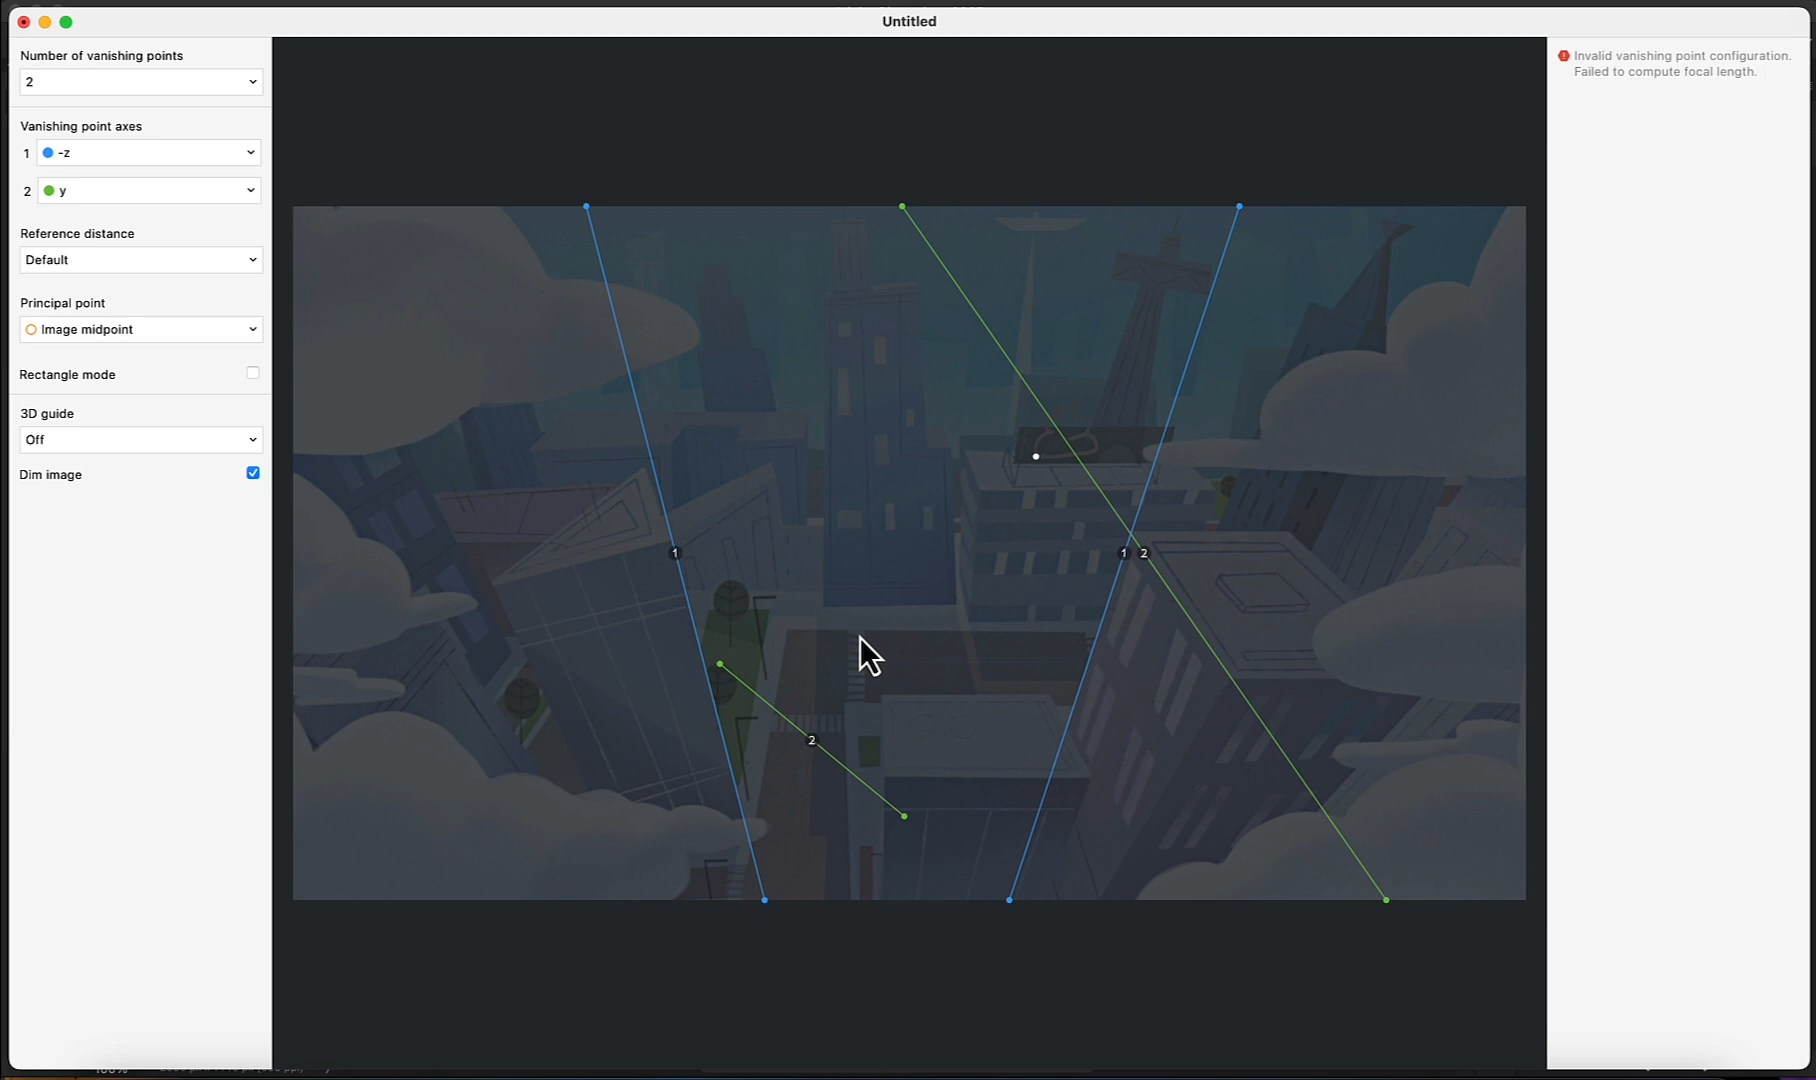 Untitled
Number of vanishing points
2
Vanishing point axes
1 -z
2 y
Reference distance
Default
Principal point
Image midpoint
Rectangle mode
3D guide
Off
Dim image
1
1
2
2
Invalid vanishing point configuration.
Failed to compute focal length.